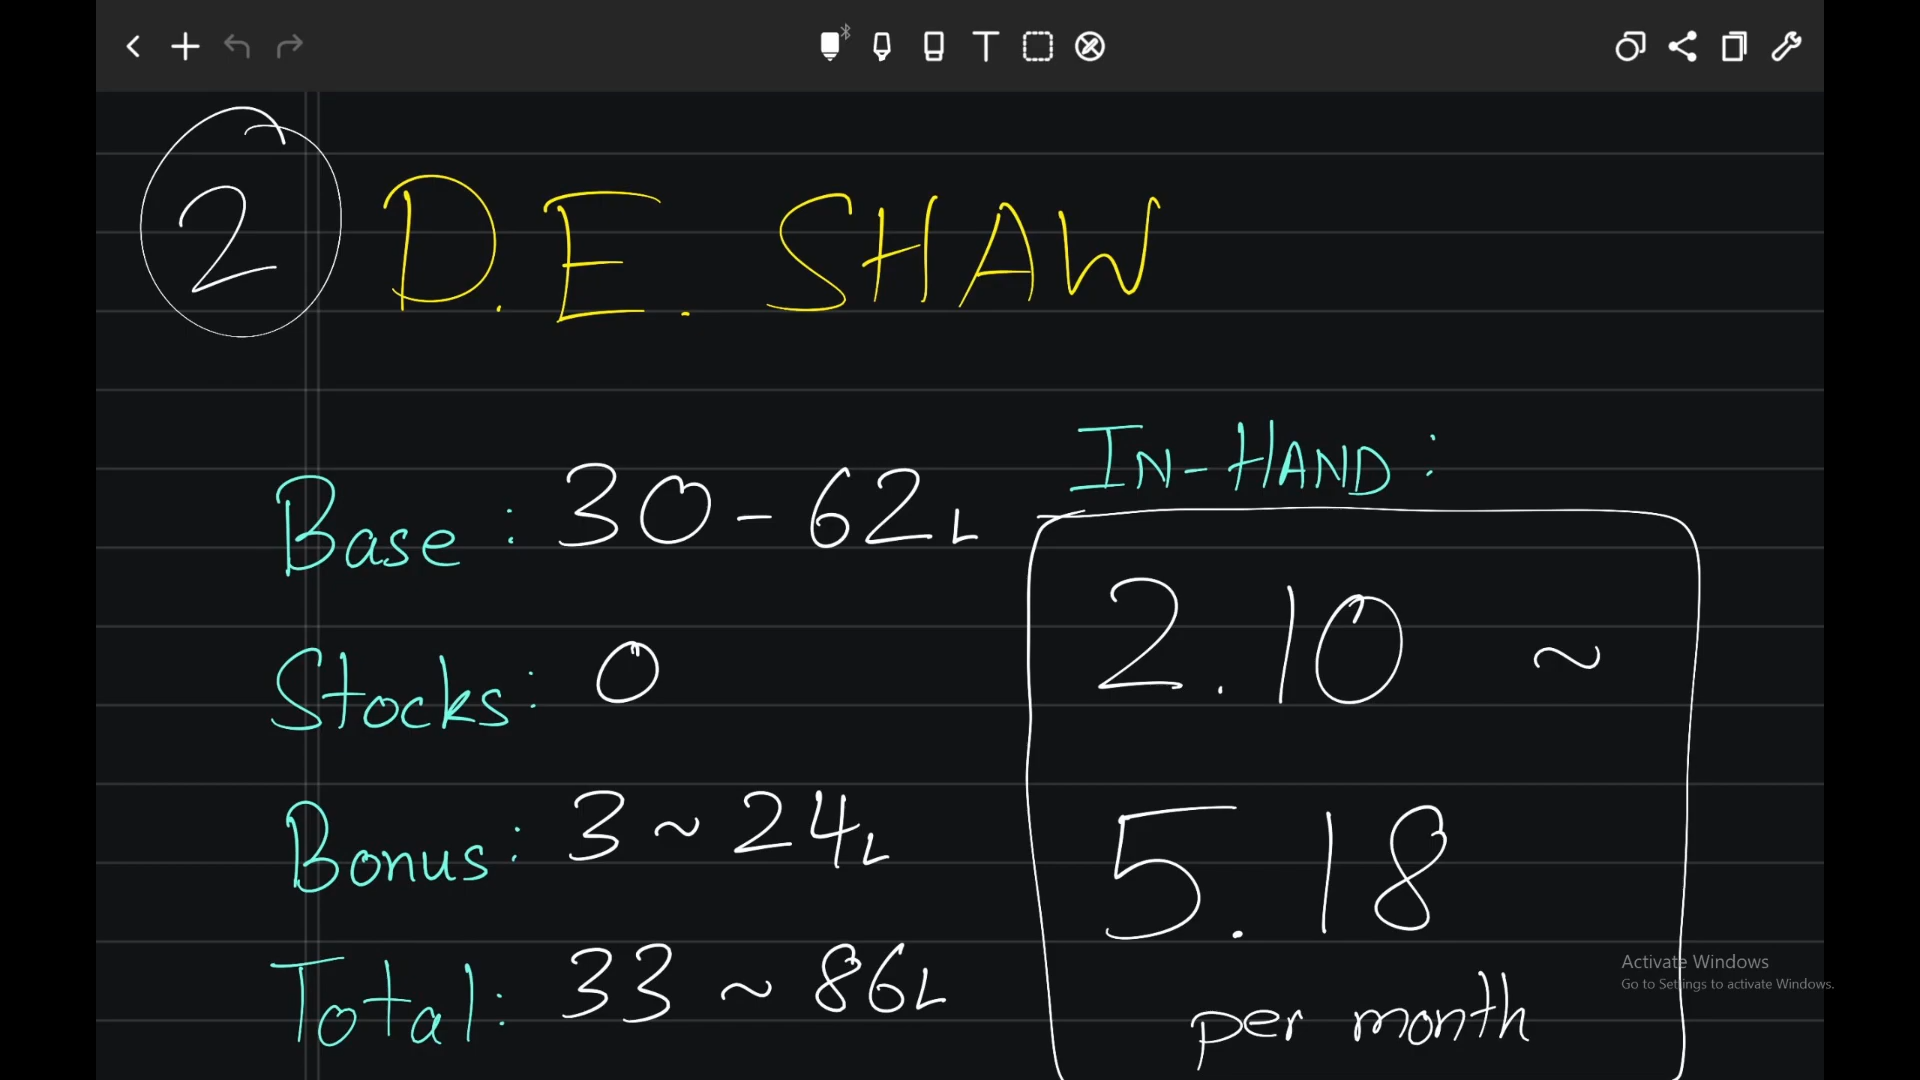 2 D.E. SHAW
IN-HAND:
Base: 30-62L
2.10 ~
Stocks: 0
Bonus: 3 ~ 24L
5.18
Total: 33 ~ 86L
per month
Activate Windows
Go to Settings to activate Windows.